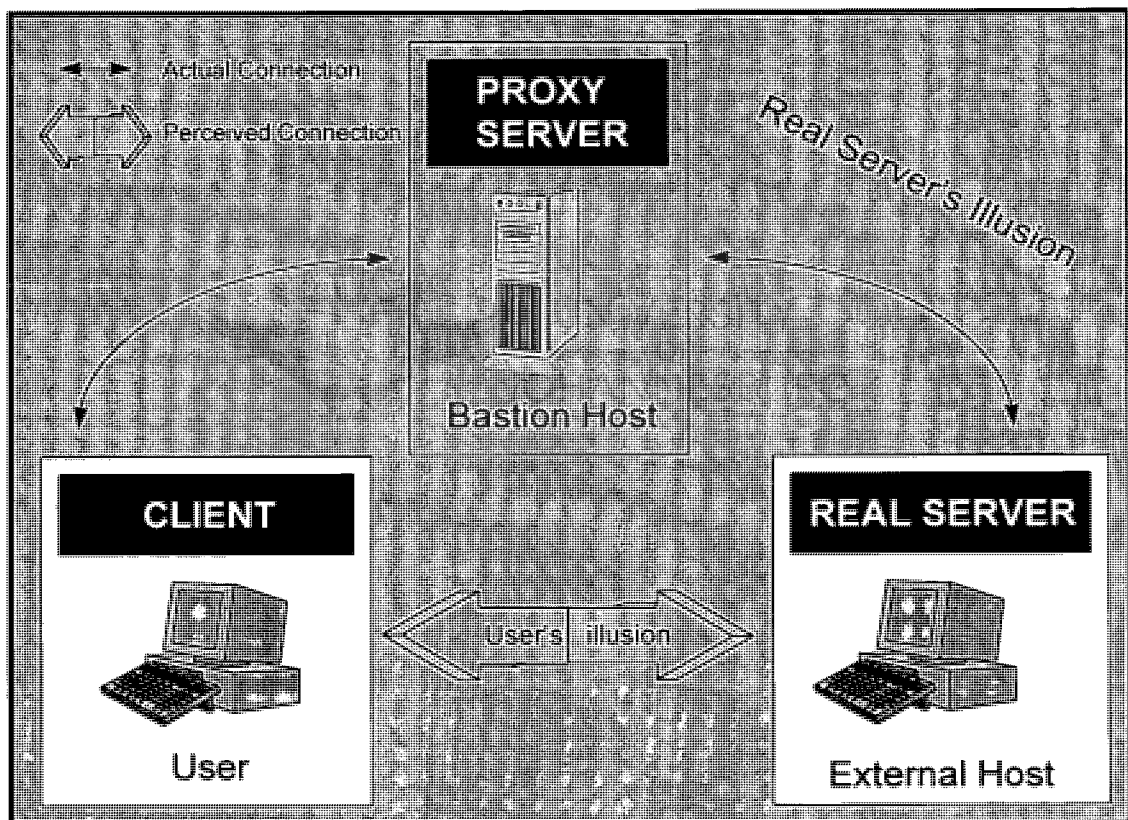 Actual Connection
Perceived Connection
PROXY
SERVER
Real Server's Illusion
Bastion Host
CLIENT
REAL SERVER
User's illusion
User
External Host